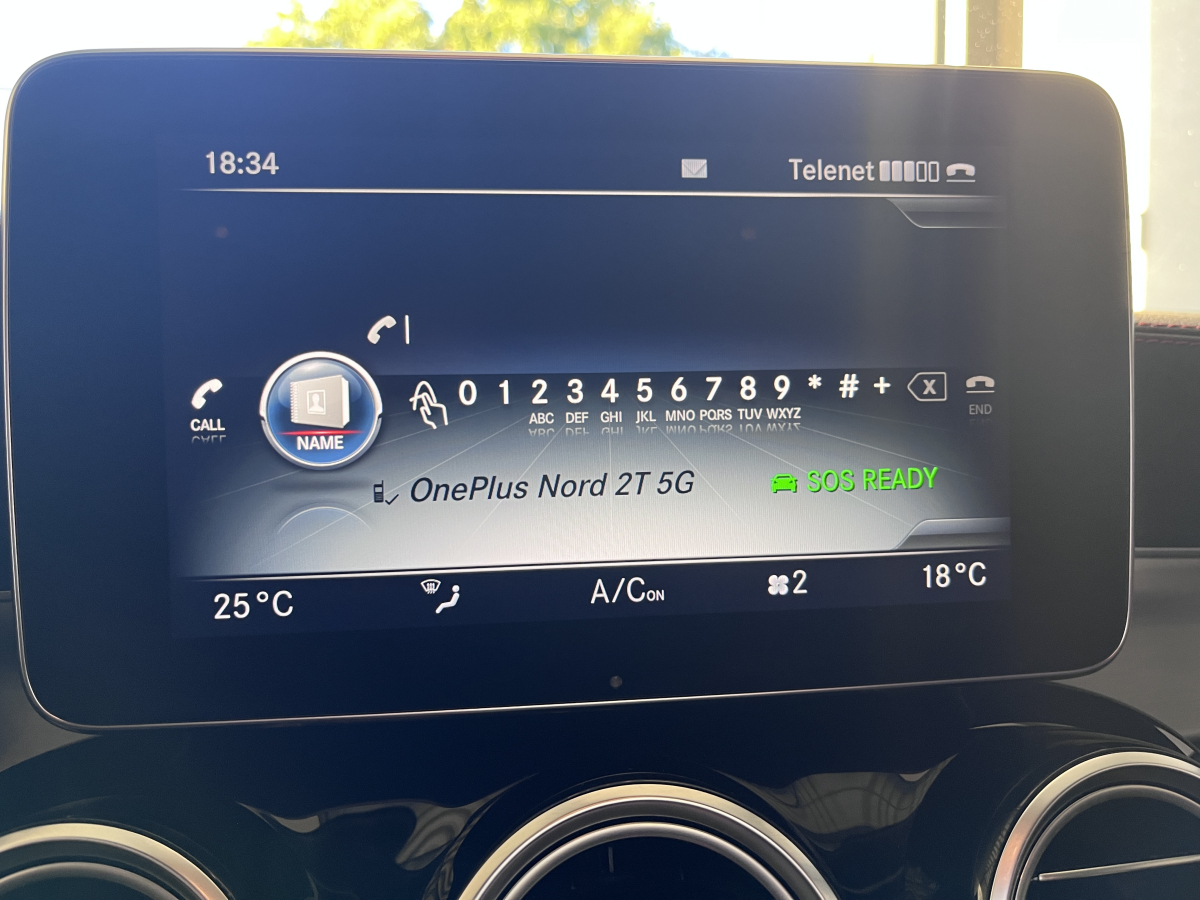 18:34
Telenet
CALL
NAME
0 1 2 3 4 5 6 7 8 9 * # + X
ABC DEF GHI JKL MNO PQRS TUV WXYZ
END
OnePlus Nord 2T 5G
SOS READY
25°C
A/C ON
2
18°C